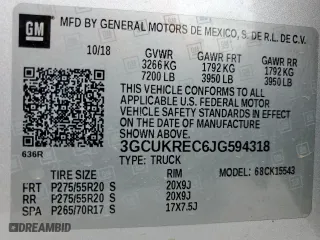 GM
MFD BY GENERAL MOTORS DE MEXICO, S. DE R.L. DE C.V.
10/18 GVWR GAWR FRT GAWR RR
3266 KG 1792 KG 1792 KG
7200 LB 3950 LB 3950 LB
THIS VEHICLE CONFORMS TO ALL
APPLICABLE U.S. FEDERAL MOTOR
VEHICLE SAFETY STANDARDS IN
EFFECT ON THE DATE OF
MANUFACTURE SHOWN ABOVE.
636R
3GCUKREC6JG594318
TYPE: TRUCK
TIRE SIZE RIM 68CK15543
FRT P275/55R20 S 20X9J
RR P275/55R20 S 20X9J
SPA P265/70R17 S 17X7.5J